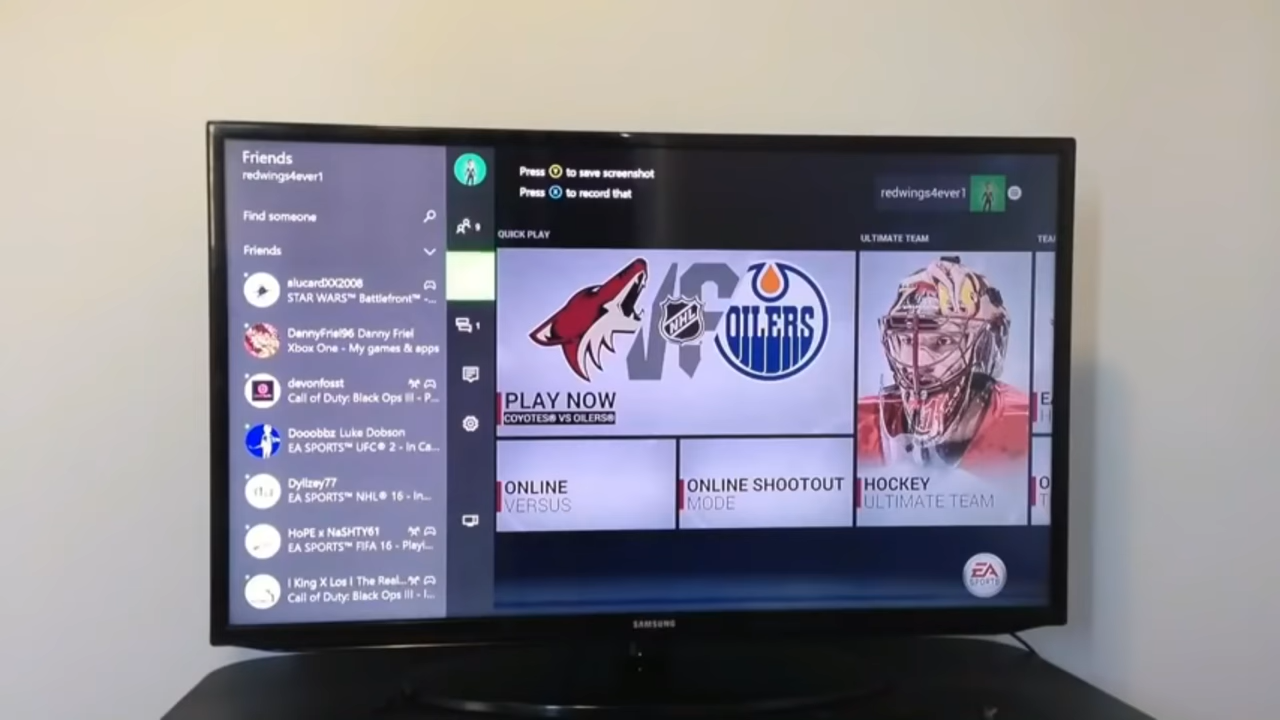 Friends
redwings4ever1
Find someone
Friends
alucardXX2008
STAR WARS™ Battlefront™ -...
DannyFriel96 Danny Friel
Xbox One - My games & apps
devonfosst
Call of Duty: Black Ops III - P...
Dooobbz Luke Dobson
EA SPORTS™ UFC® 2 - In Ca...
Dylizey77
EA SPORTS™ NHL® 16 - In...
HoPE x NaSHTY61
EA SPORTS™ FIFA 16 - Playi...
I King X Los I The Real...
Call of Duty: Black Ops III - I...
9
1
Press Y to save screenshot
Press X to record that
redwings4ever1
QUICK PLAY
NHL
OILERS
PLAY NOW
COYOTES® VS OILERS®
ONLINE
VERSUS
ONLINE SHOOTOUT
MODE
ULTIMATE TEAM
HOCKEY
ULTIMATE TEAM
TEA
EA
SPORTS
SAMSUNG